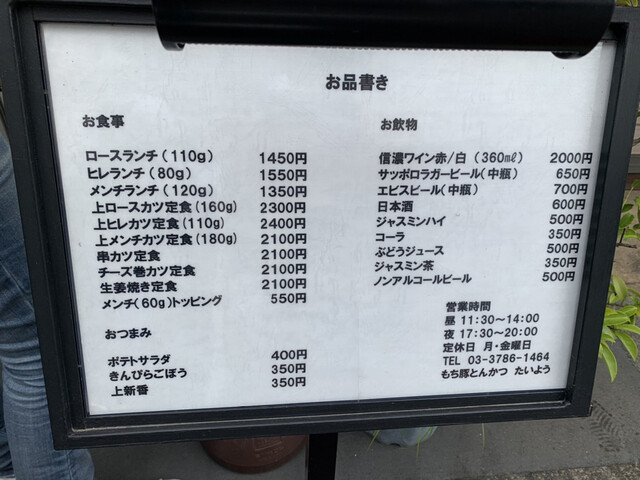 お品書き
お食事
ロースランチ(110g) 1450円
ヒレランチ(80g) 1550円
メンチランチ(120g) 1350円
上ロースカツ定食(160g) 2300円
上ヒレカツ定食(110g) 2400円
上メンチカツ定食(180g) 2100円
串カツ定食 2100円
チーズ巻カツ定食 2100円
生姜焼き定食 2100円
メンチ(60g)トッピング 550円
おつまみ
ポテトサラダ 400円
きんぴらごぼう 350円
上新香 350円
お飲物
信濃ワイン赤/白 (360㎖) 2000円
サッポロラガービール(中瓶) 650円
エビスビール(中瓶) 700円
日本酒 600円
ジャスミンハイ 500円
コーラ 350円
ぶどうジュース 500円
ジャスミン茶 350円
ノンアルコールビール 500円
営業時間
昼 11:30~14:00
夜 17:30~20:00
定休日 月・金曜日
TEL 03-3786-1464
もち豚とんかつ たいよう